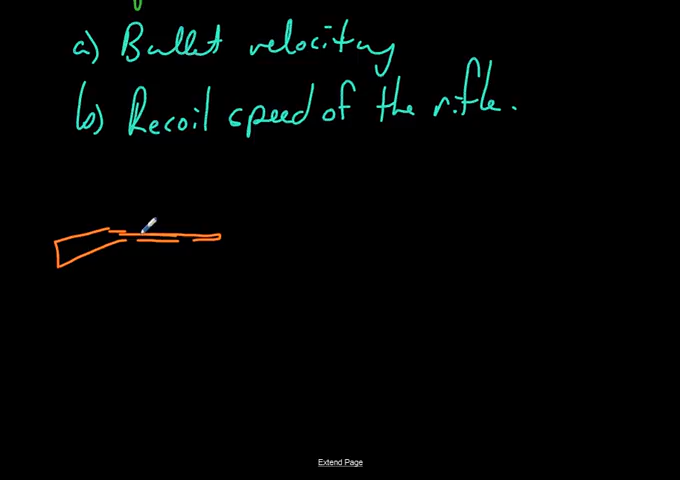 a) Bullet velocity
b) Recoil speed of the rifle.
Extend Page